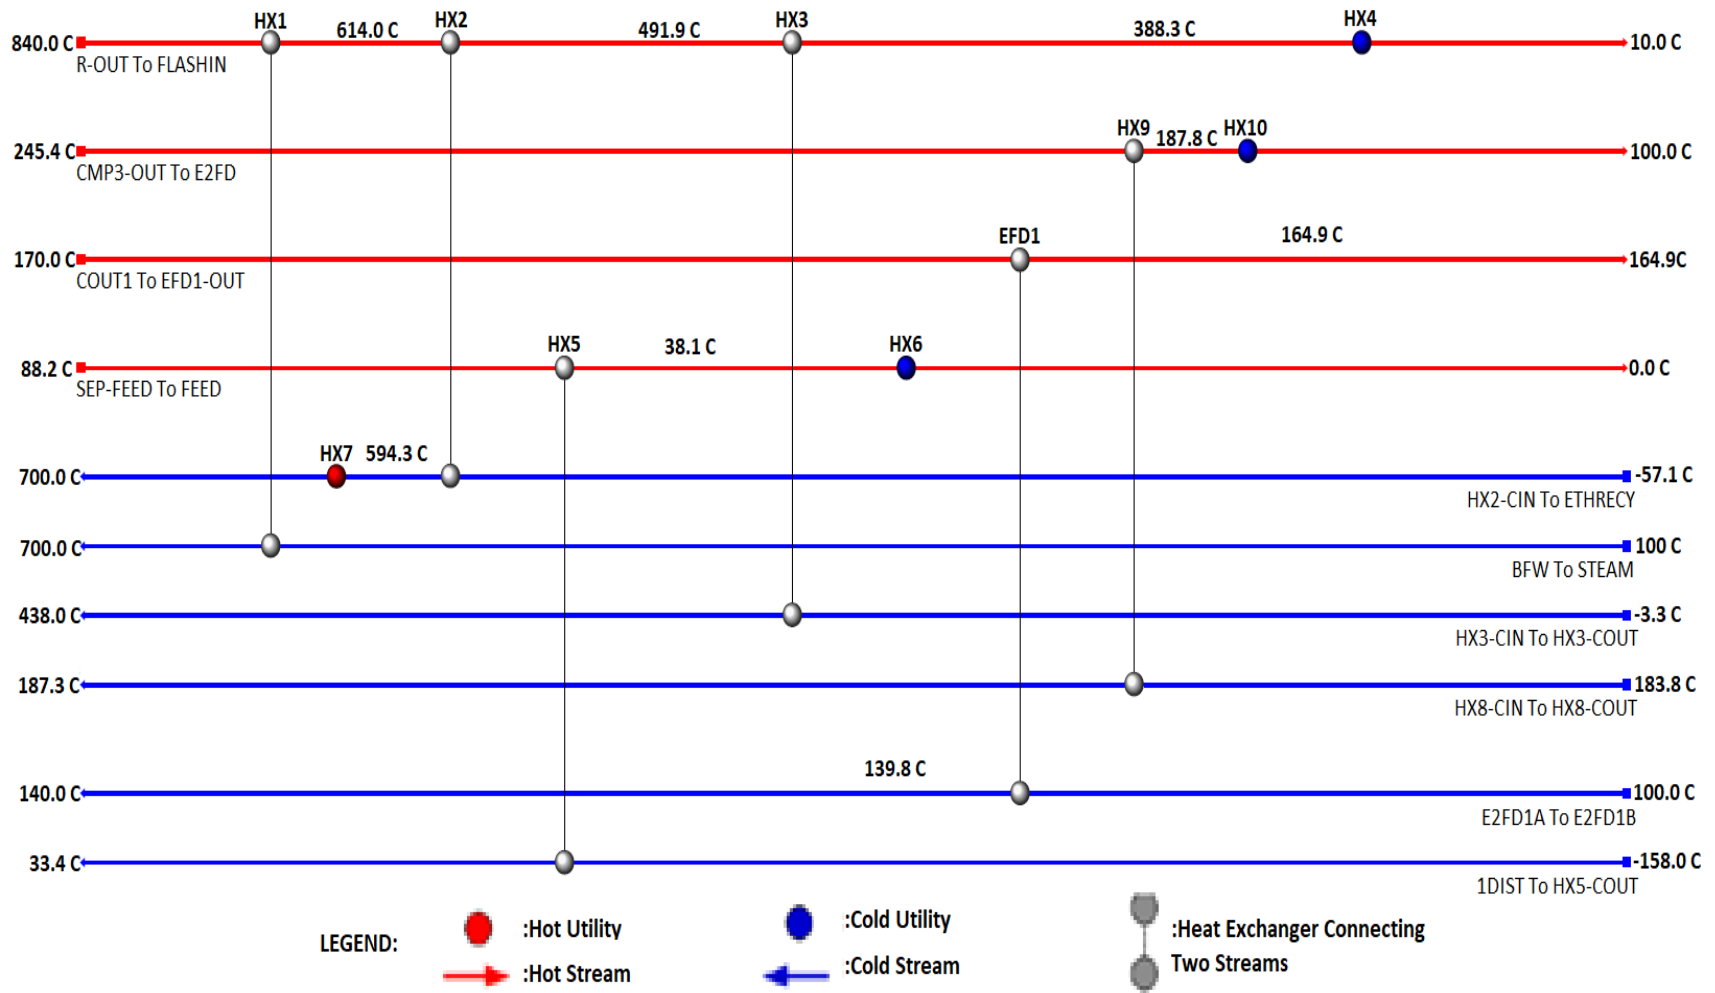 HX1
614.0 C
HX2
491.9 C
HX3
388.3 C
HX4
840.0 C
10.0 C
R-OUT To FLASHIN
HX9
187.8 C
HX10
245.4 C
100.0 C
CMP3-OUT To E2FD
EFD1
164.9 C
170.0 C
164.9C
COUT1 To EFD1-OUT
HX5
38.1 C
HX6
88.2 C
0.0 C
SEP-FEED To FEED
HX7
594.3 C
700.0 C
-57.1 C
HX2-CIN To ETHRECY
700.0 C
100 C
BFW To STEAM
438.0 C
-3.3 C
HX3-CIN To HX3-COUT
187.3 C
183.8 C
HX8-CIN To HX8-COUT
139.8 C
140.0 C
100.0 C
E2FD1A To E2FD1B
33.4 C
-158.0 C
1DIST To HX5-COUT
LEGEND:
:Hot Utility
:Cold Utility
:Heat Exchanger Connecting
Two Streams
:Hot Stream
:Cold Stream